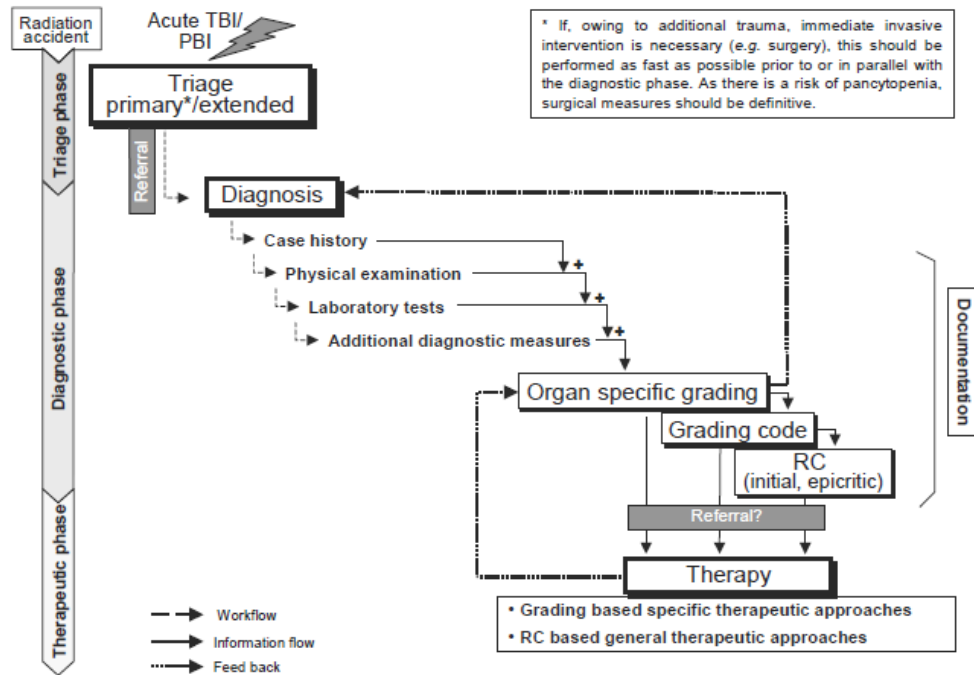 Radiation
accident
Acute TBI/
PBI
* If, owing to additional trauma, immediate invasive
intervention is necessary (e.g. surgery), this should be
performed as fast as possible prior to or in parallel with
the diagnostic phase. As there is a risk of pancytopenia,
surgical measures should be definitive.
Triage
primary*/extended
Triage phase
Referral
Diagnosis
Case history
+
Physical examination
+
Laboratory tests
+
Additional diagnostic measures
Diagnostic phase
Documentation
Organ specific grading
Grading code
RC
(initial, epicritic)
Referral?
Therapy
Therapeutic phase
• Grading based specific therapeutic approaches
• RC based general therapeutic approaches
Workflow
Information flow
Feed back